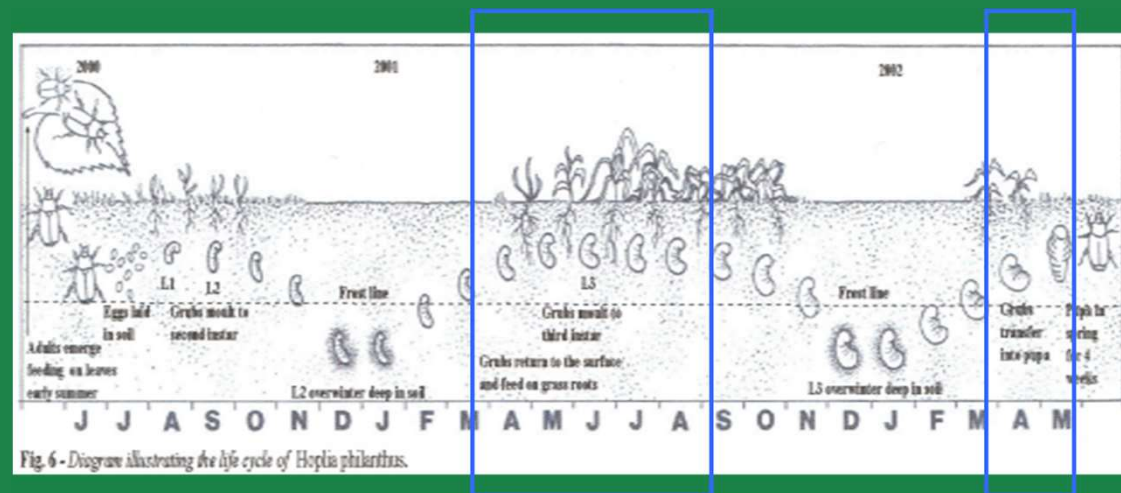 2000
2001
2002
L1
L2
L3
Frost line
Frost line
Eggs laid
in soil
Grubs moult to
second instar
Grubs moult to
third instar
Grubs
transfer
into pupa
Pupa in
spring
for 4
weeks
Adults emerge
feeding on leaves
early summer
Grubs return to the surface
and feed on grass roots
L2 overwinter deep in soil
L3 overwinter deep in soil
J J A S O N D J F M A M J J A S O N D J F M A M
Fig. 6 - Diagram illustrating the life cycle of Hoplia philanthus.